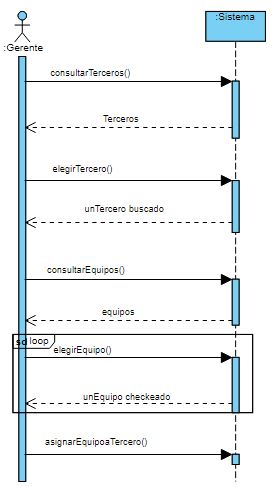 :Sistema
:Gerente
consultarTerceros()
Terceros
elegirTercero()
unTercero buscado
consultarEquipos()
equipos
sd loop
elegirEquipo()
unEquipo checkeado
asignarEquipoaTercero()